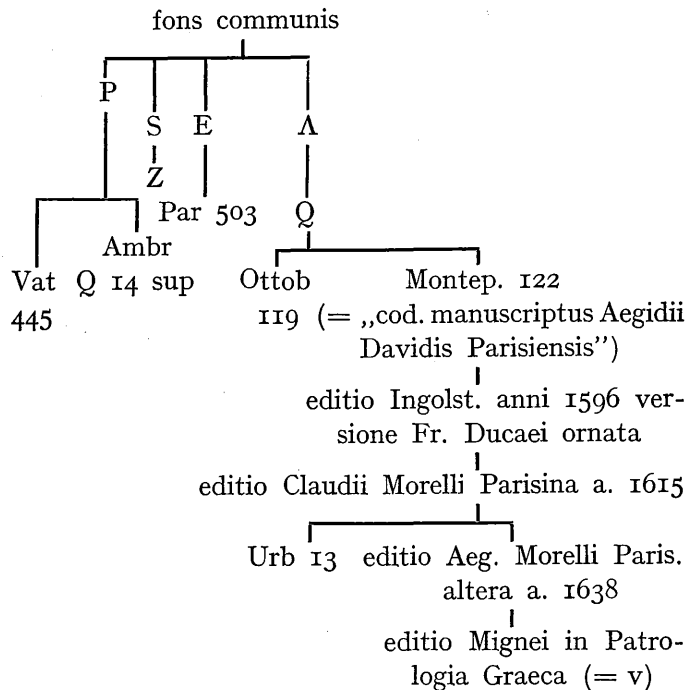 fons communis
P
S E Λ
Z
Par 503 Q
Ambr
Vat Q 14 sup Ottob Montep. 122
445 119 (= „cod. manuscriptus Aegidii
Davidis Parisiensis”)
editio Ingolst. anni 1596 ver-
sione Fr. Ducaei ornata
editio Claudii Morelli Parisina a. 1615
Urb 13 editio Aeg. Morelli Paris.
altera a. 1638
editio Mignei in Patro-
logia Graeca (= v)